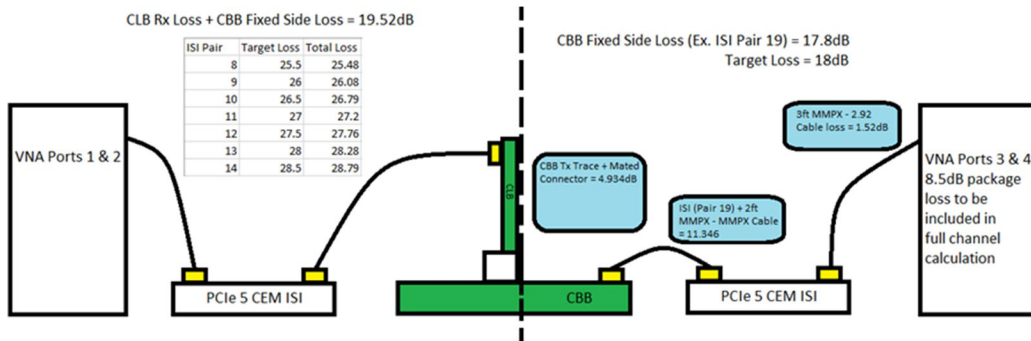 CLB Rx Loss + CBB Fixed Side Loss = 19.52dB
ISI Pair Target Loss Total Loss
8 25.5 25.48
9 26 26.08
10 26.5 26.79
11 27 27.2
12 27.5 27.76
13 28 28.28
14 28.5 28.79
CBB Fixed Side Loss (Ex. ISI Pair 19) = 17.8dB
Target Loss = 18dB
VNA Ports 1 & 2
PCIe 5 CEM ISI
CLB
CBB
CBB Tx Trace + Mated
Connector = 4.934dB
ISI (Pair 19) + 2ft
MMPX - MMPX Cable
= 11.346
3ft MMPX - 2.92
Cable loss = 1.52dB
PCIe 5 CEM ISI
VNA Ports 3 & 4
8.5dB package
loss to be
included in
full channel
calculation